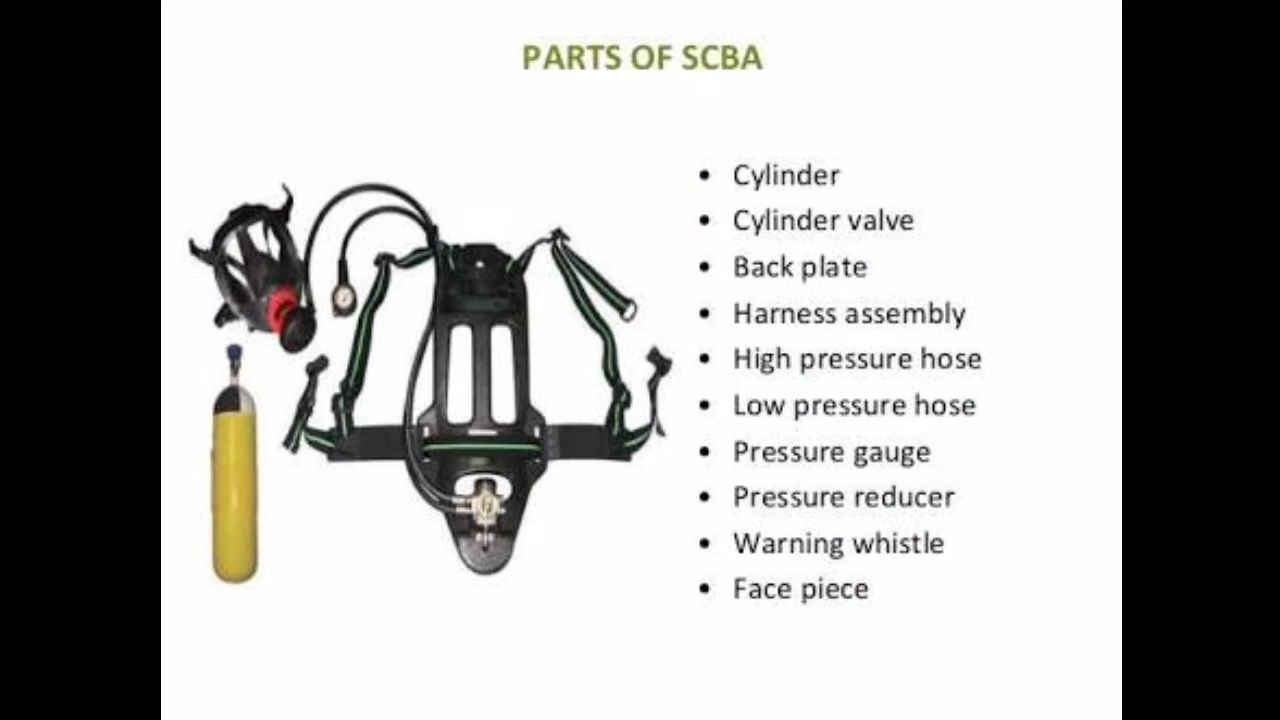 PARTS OF SCBA
• Cylinder
• Cylinder valve
• Back plate
• Harness assembly
• High pressure hose
• Low pressure hose
• Pressure gauge
• Pressure reducer
• Warning whistle
• Face piece